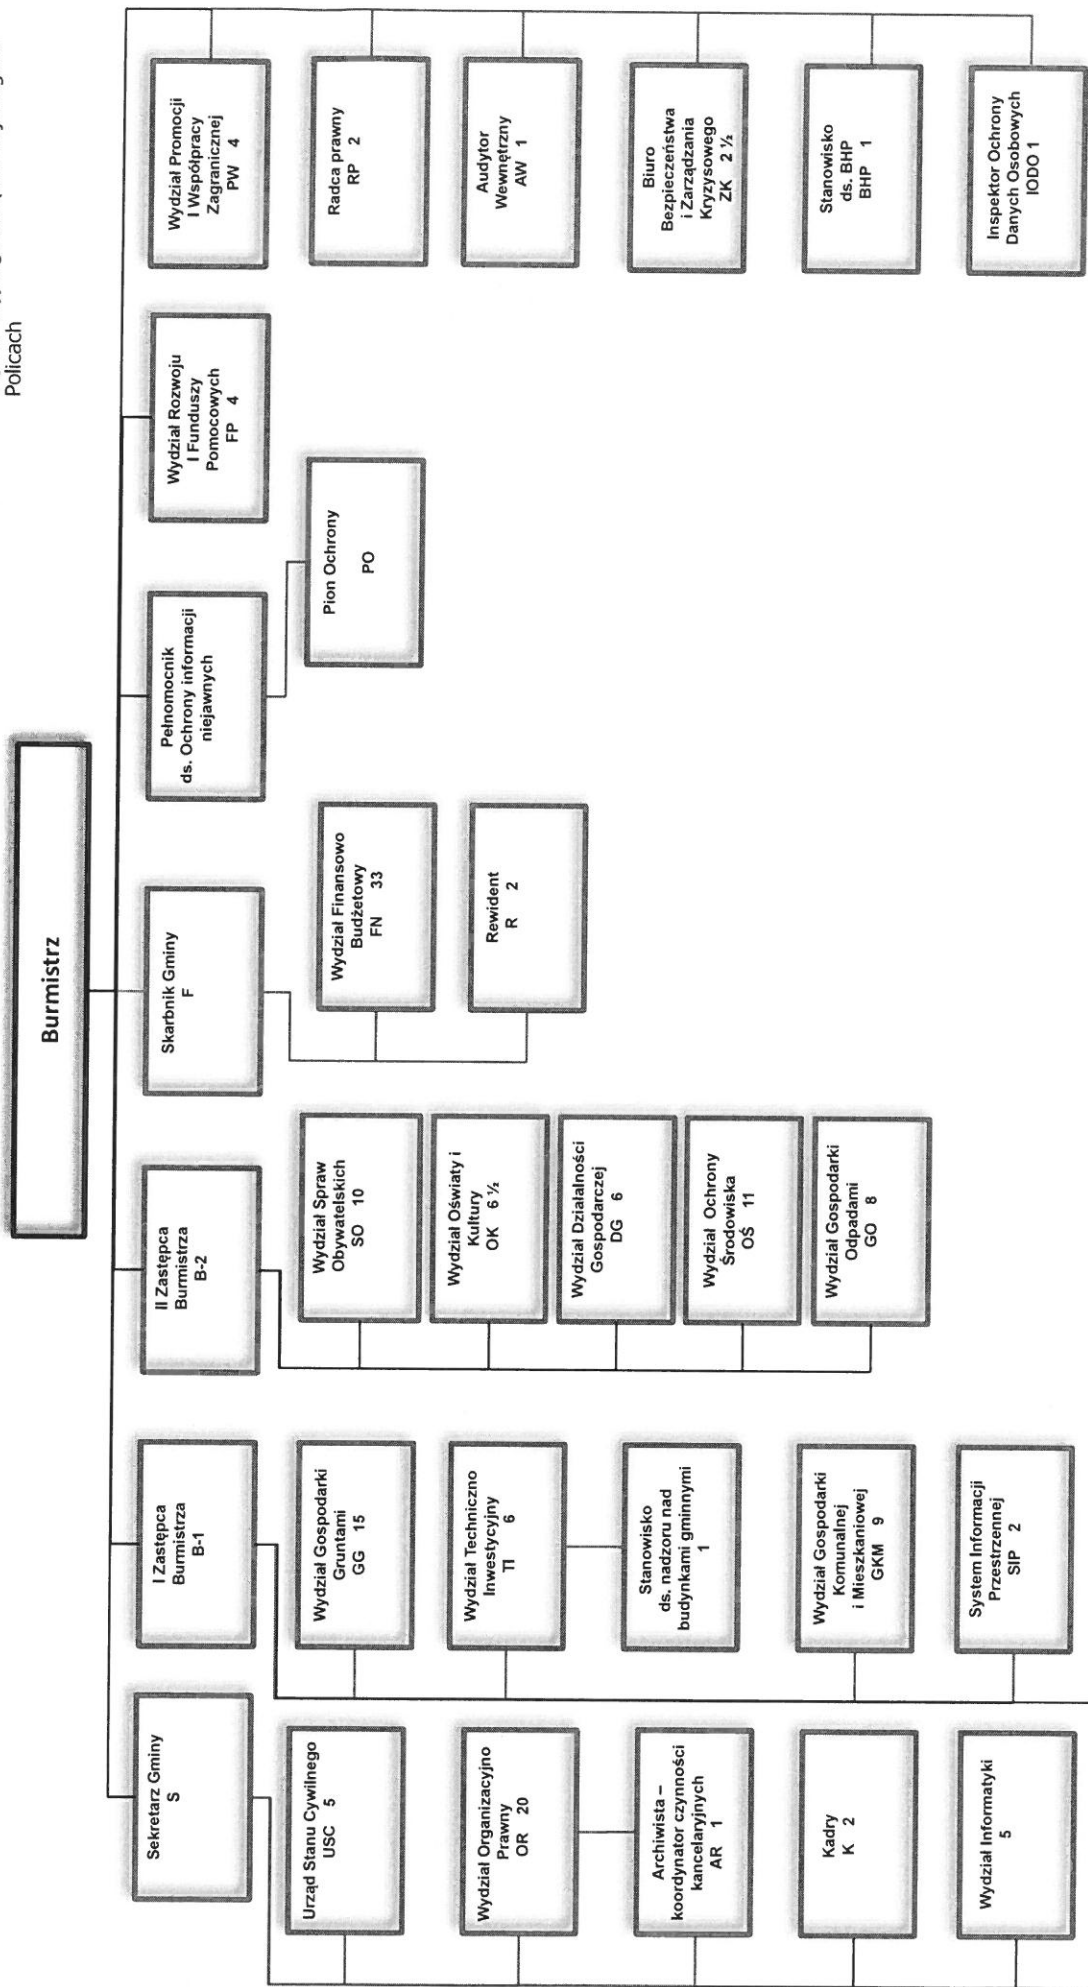 Policach
Burmistrz
Sekretarz Gminy
S
I Zastępca
Burmistrza
B-1
II Zastępca
Burmistrza
B-2
Skarbnik Gminy
F
Pełnomocnik
ds. Ochrony informacji
niejawnych
Wydział Rozwoju
I Funduszy
Pomocowych
FP 4
Wydział Promocji
I Współpracy
Zagranicznej
PW 4
Urząd Stanu Cywilnego
USC 5
Wydział Organizacyjno
Prawny
OR 20
Archiwista –
koordynator czynności
kancelaryjnych
AR 1
Kadry
K 2
Wydział Informatyki
5
Wydział Gospodarki
Gruntami
GG 15
Wydział Techniczno
Inwestycyjny
TI 6
Stanowisko
ds. nadzoru nad
budynkami gminnymi
1
Wydział Gospodarki
Komunalnej
i Mieszkaniowej
GKM 9
System Informacji
Przestrzennej
SIP 2
Wydział Spraw
Obywatelskich
SO 10
Wydział Oświaty i
Kultury
OK 6 ½
Wydział Działalności
Gospodarczej
DG 6
Wydział Ochrony
Środowiska
OŚ 11
Wydział Gospodarki
Odpadami
GO 8
Wydział Finansowo
Budżetowy
FN 33
Rewident
R 2
Pion Ochrony
PO
Radca prawny
RP 2
Audytor
Wewnętrzny
AW 1
Biuro
Bezpieczeństwa
i Zarządzania
Kryzysowego
ZK 2 ½
Stanowisko
ds. BHP
BHP 1
Inspektor Ochrony
Danych Osobowych
IODO 1